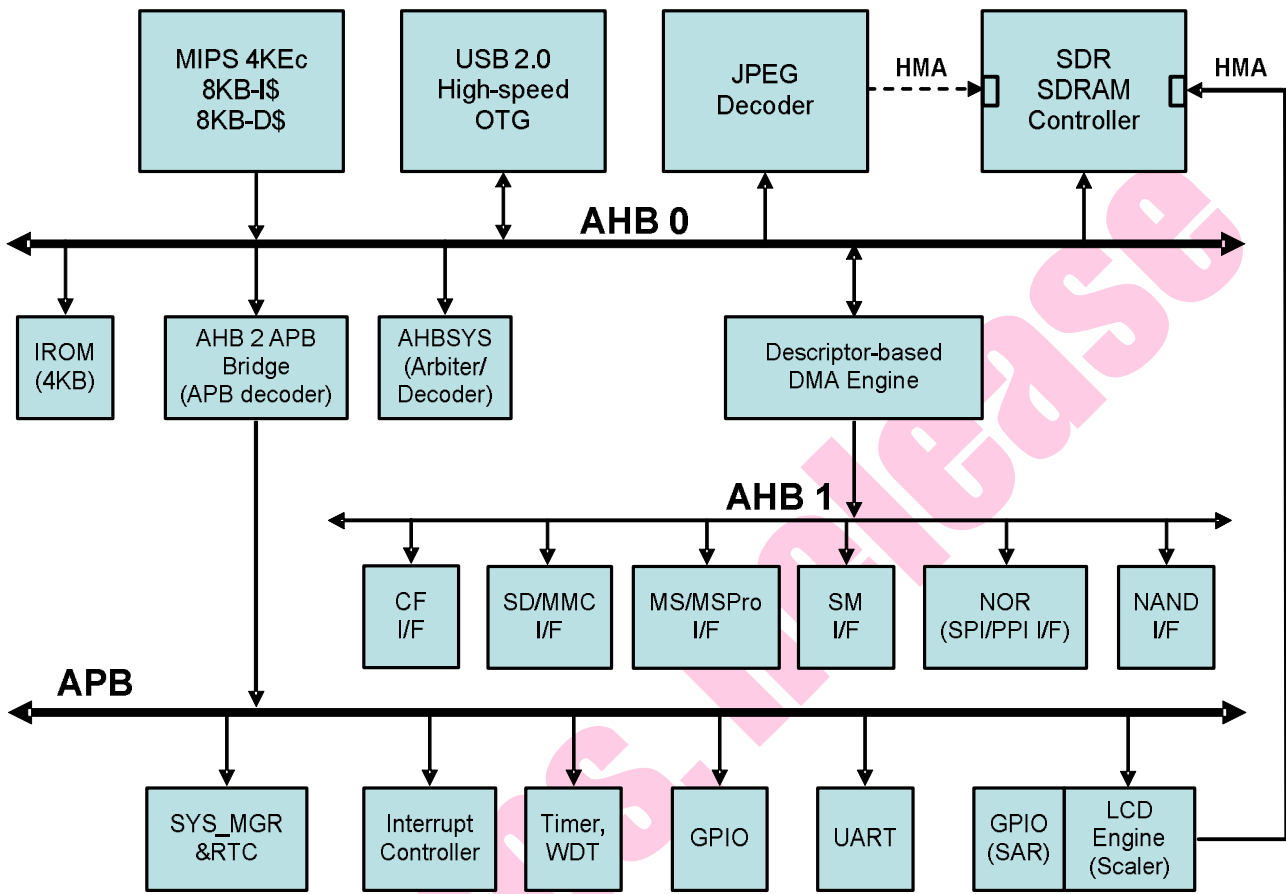 MIPS 4KEc
8KB-I$
8KB-D$
USB 2.0
High-speed
OTG
JPEG
Decoder
HMA
SDR
SDRAM
Controller
HMA
AHB 0
IROM
(4KB)
AHB 2 APB
Bridge
(APB decoder)
AHBSYS
(Arbiter/
Decoder)
Descriptor-based
DMA Engine
AHB 1
CF
I/F
SD/MMC
I/F
MS/MSPro
I/F
SM
I/F
NOR
(SPI/PPI I/F)
NAND
I/F
APB
SYS_MGR
&RTC
Interrupt
Controller
Timer,
WDT
GPIO
UART
GPIO
(SAR)
LCD
Engine
(Scaler)